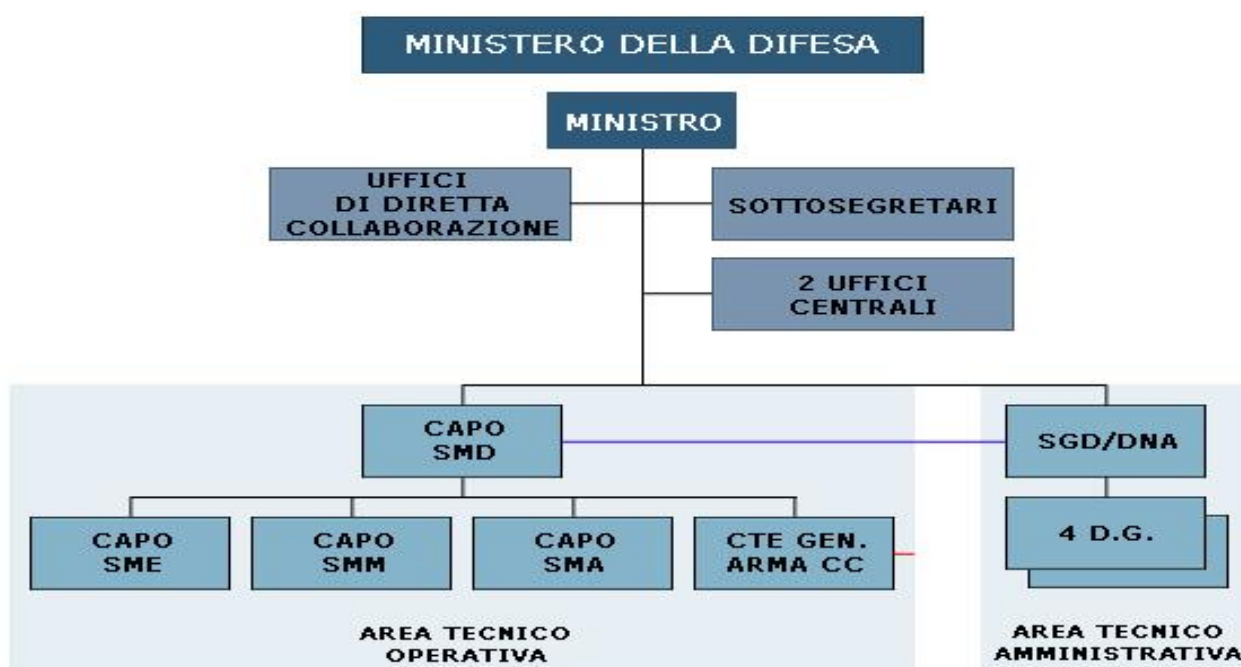 MINISTERO DELLA DIFESA
MINISTRO
UFFICI
DI DIRETTA
COLLABORAZIONE
SOTTOSEGRETARI
2 UFFICI
CENTRALI
CAPO
SMD
SGD/DNA
CAPO
SME
CAPO
SMM
CAPO
SMA
CTE GEN.
ARMA CC
4 D.G.
AREA TECNICO
OPERATIVA
AREA TECNICO
AMMINISTRATIVA